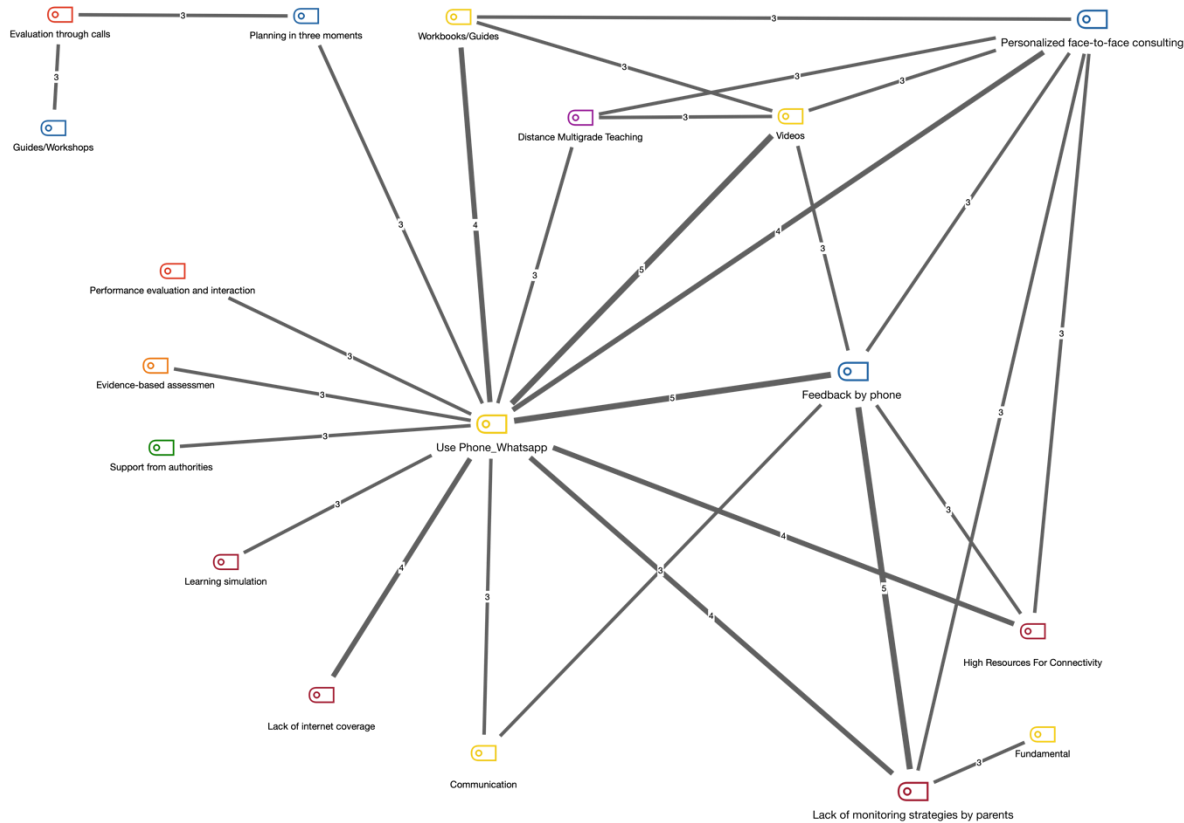 3
3
Evaluation through calls
Planning in three moments
Workbooks/Guides
Personalized face-to-face consulting
3
3
3
3
Guides/Workshops
Distance Multigrade Teaching
3
Videos
3
4
3
4
3
3
5
3
Performance evaluation and interaction
3
3
Evidence-based assessmen
3
5
Feedback by phone
3
3
Support from authorities
Use Phone_Whatsapp
3
3
4
Learning simulation
4
3
5
3
4
High Resources For Connectivity
Lack of internet coverage
Communication
Fundamental
3
Lack of monitoring strategies by parents